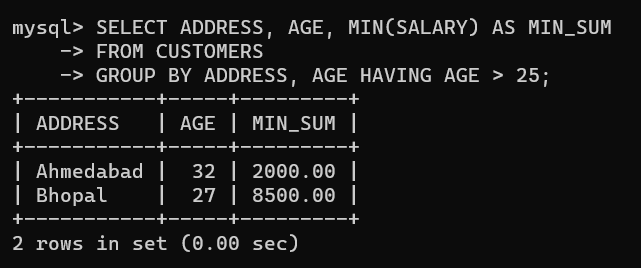 mysql> SELECT ADDRESS, AGE, MIN(SALARY) AS MIN_SUM
    -> FROM CUSTOMERS
    -> GROUP BY ADDRESS, AGE HAVING AGE > 25;
+-----------+-----+---------+
| ADDRESS   | AGE | MIN_SUM |
+-----------+-----+---------+
| Ahmedabad |  32 | 2000.00 |
| Bhopal    |  27 | 8500.00 |
+-----------+-----+---------+
2 rows in set (0.00 sec)